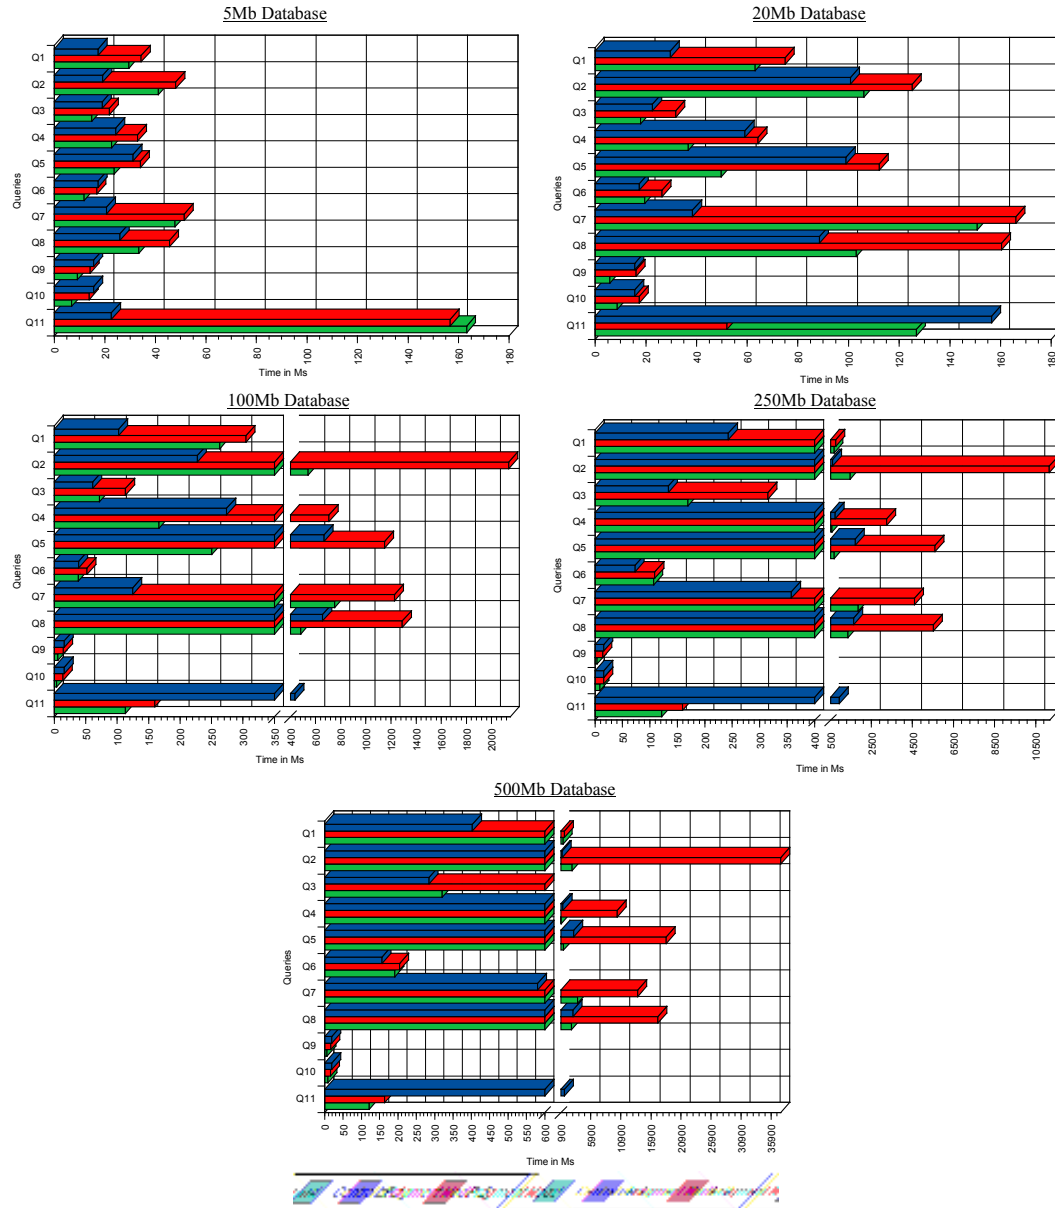 5Mb Database
Queries
Q1
Q2
Q3
Q4
Q5
Q6
Q7
Q8
Q9
Q10
Q11
0 20 40 60 80 100 120 140 160 180
Time in Ms
20Mb Database
Queries
Q1
Q2
Q3
Q4
Q5
Q6
Q7
Q8
Q9
Q10
Q11
0 20 40 60 80 100 120 140 160 180
Time in Ms
100Mb Database
Queries
Q1
Q2
Q3
Q4
Q5
Q6
Q7
Q8
Q9
Q10
Q11
0 50 100 150 200 250 300 350 400 600 800 1000 1200 1400 1600 1800 2000
Time in Ms
250Mb Database
Queries
Q1
Q2
Q3
Q4
Q5
Q6
Q7
Q8
Q9
Q10
Q11
0 50 100 150 200 250 300 350 400 500 2500 4500 6500 8500 10500
Time in Ms
500Mb Database
Queries
Q1
Q2
Q3
Q4
Q5
Q6
Q7
Q8
Q9
Q10
Q11
0 50 100 150 200 250 300 350 400 450 500 550 600 900 5900 10900 15900 20900 25900 30900 35900
Time in Ms